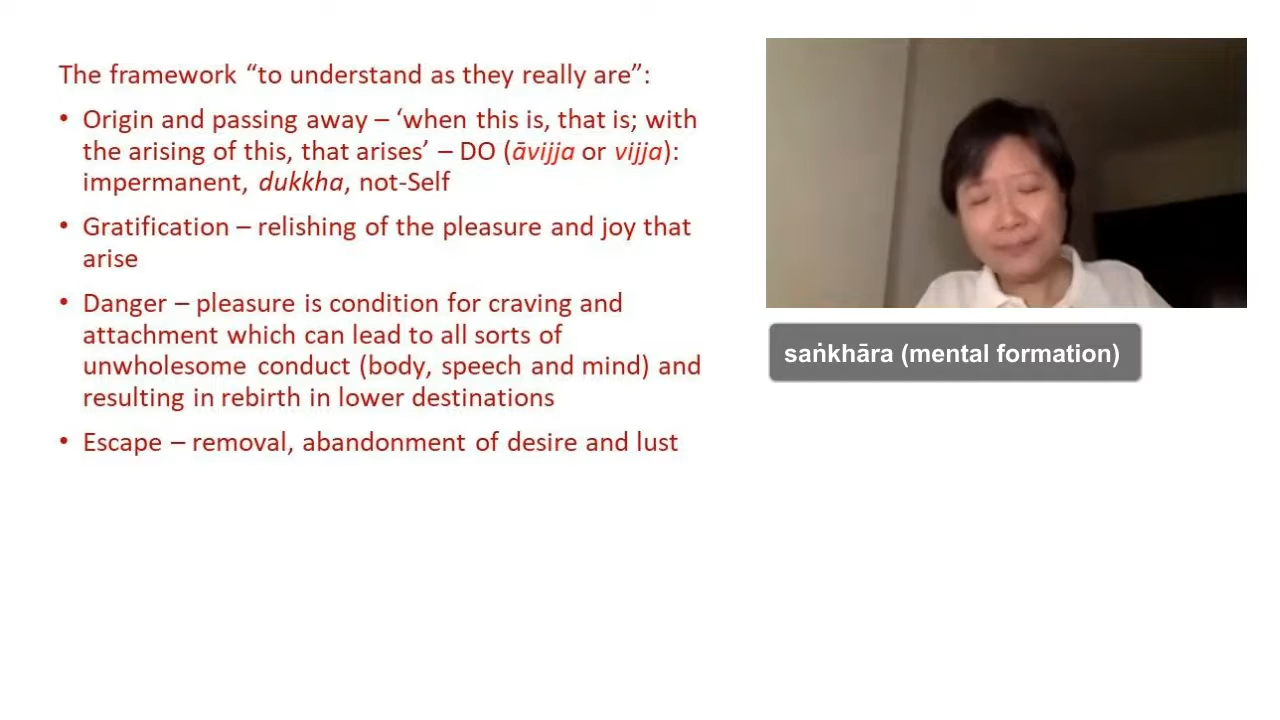 The framework “to understand as they really are”:
• Origin and passing away – ‘when this is, that is; with
the arising of this, that arises’ – DO (āvijja or vijja):
impermanent, dukkha, not-Self
• Gratification – relishing of the pleasure and joy that
arise
• Danger – pleasure is condition for craving and
attachment which can lead to all sorts of
unwholesome conduct (body, speech and mind) and
resulting in rebirth in lower destinations
• Escape – removal, abandonment of desire and lust
saṅkhāra (mental formation)